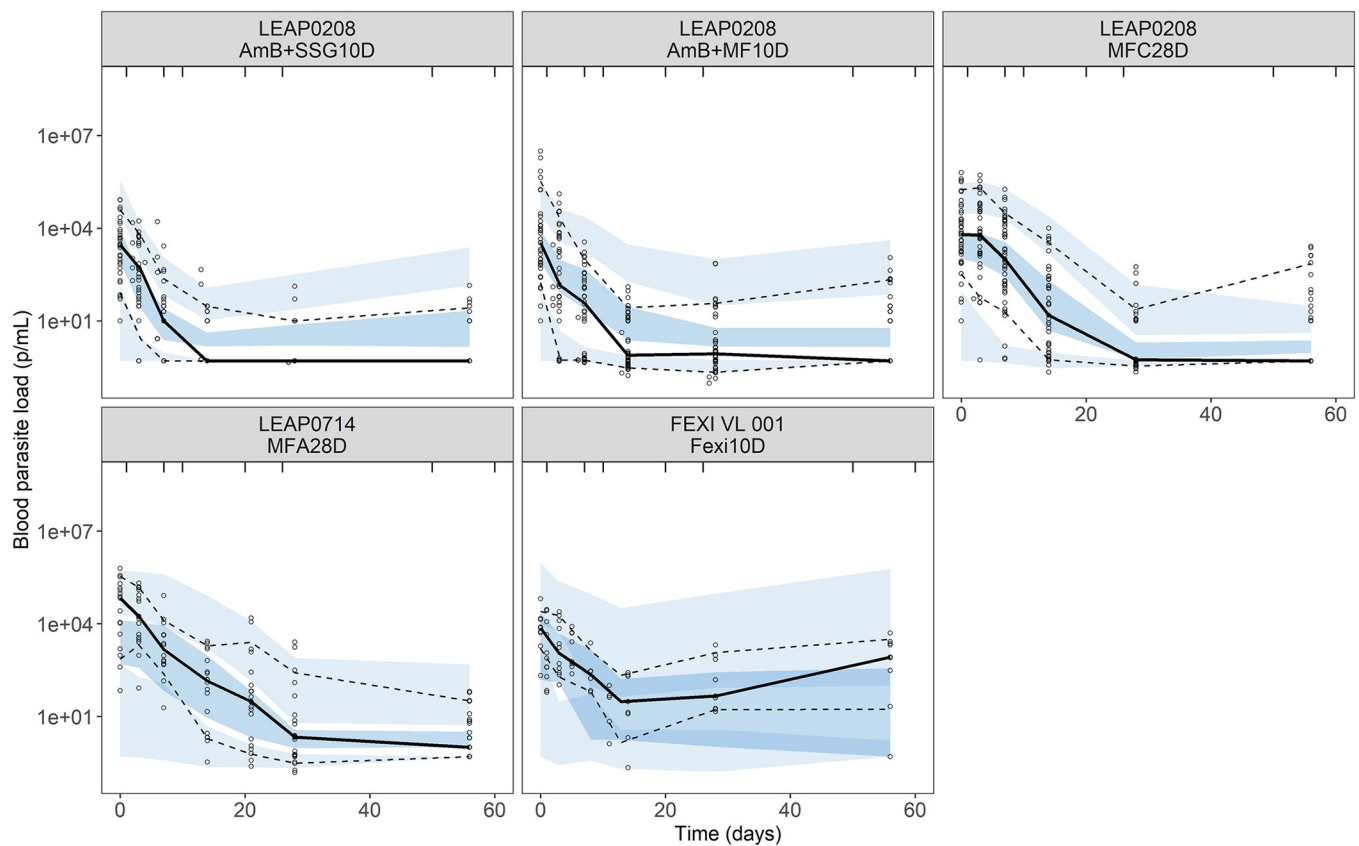 LEAP0208
AmB+SSG10D
LEAP0208
AmB+MF10D
LEAP0208
MFC28D
1e+07
1e+04
1e+01
0 20 40 60
LEAP0714
MFA28D
FEXI VL 001
Fexi10D
1e+07
1e+04
1e+01
0 20 40 60
0 20 40 60
Blood parasite load (p/mL)
Time (days)